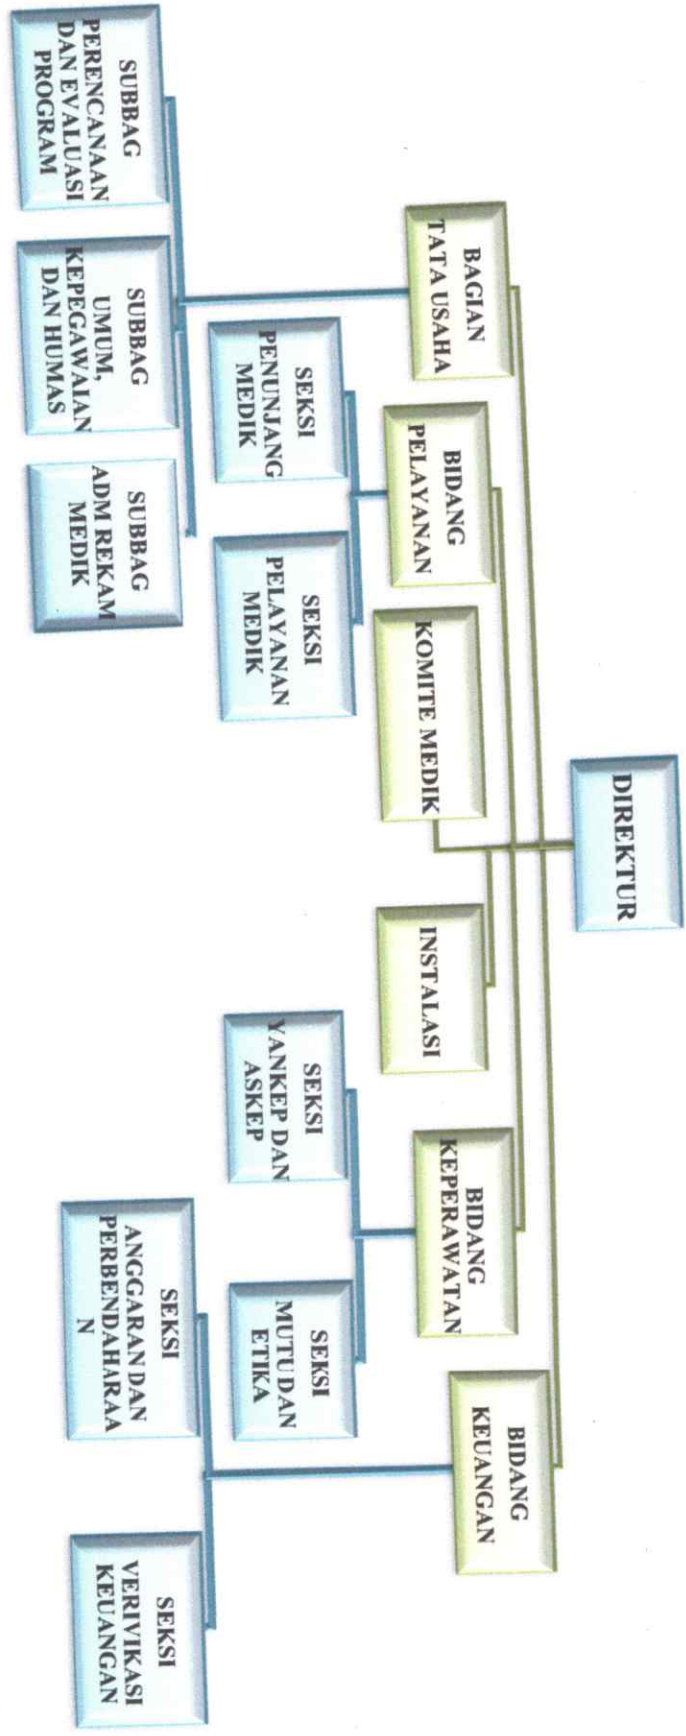 DIREKTUR
BAGIAN
TATA USAHA
BIDANG
PELAYANAN
KOMITE MEDIK
INSTALASI
BIDANG
KEPERAWATAN
BIDANG
KEUANGAN
SEKSI
PENUNJANG
MEDIK
SEKSI
PELAYANAN
MEDIK
SEKSI
YANKEP DAN
ASKEP
SEKSI
MUTU DAN
ETIKA
SUBBAG
PERENCANAAN
DAN EVALUASI
PROGRAM
SUBBAG
UMUM,
KEPEGAWAIAN
DAN HUMAS
SUBBAG
ADM REKAM
MEDIK
SEKSI
ANGGARAN DAN
PERBENDAHARAA
N
SEKSI
VERIVIKASI
KEUANGAN